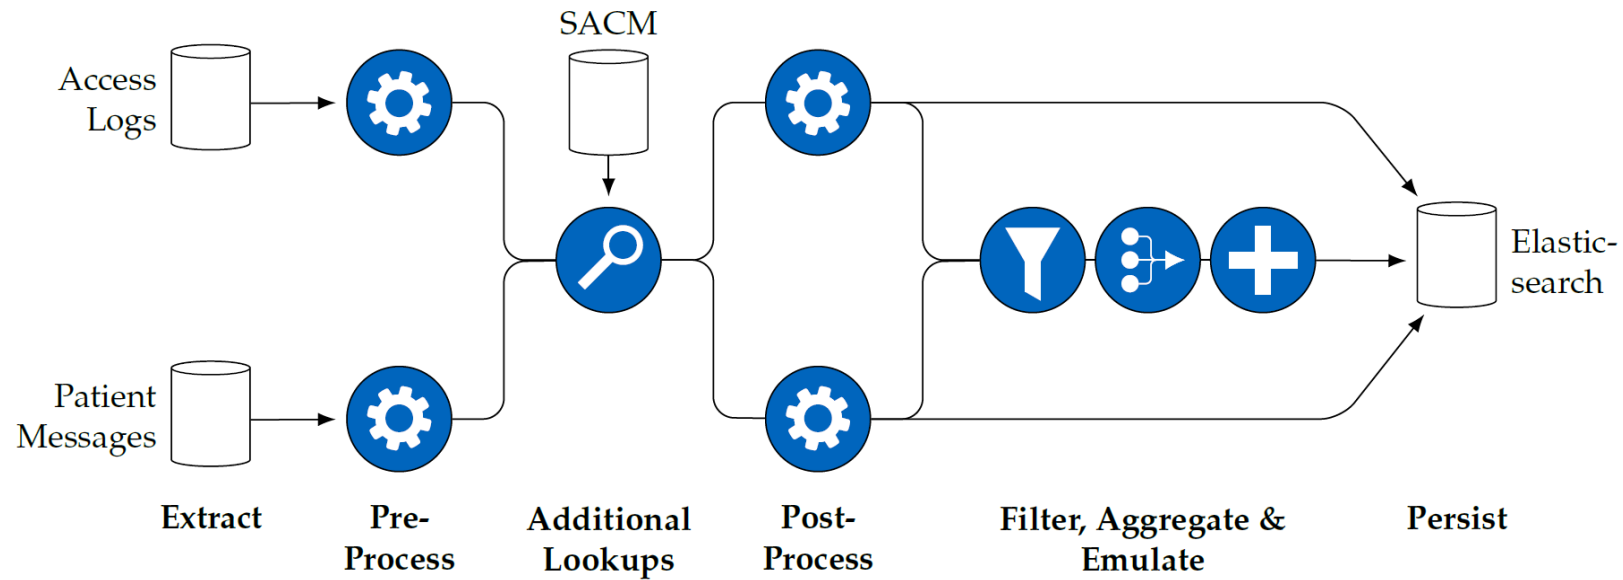 SACM
Access
Logs
Elastic-
search
Patient
Messages
Extract
Pre-
Process
Additional
Lookups
Post-
Process
Filter, Aggregate &
Emulate
Persist